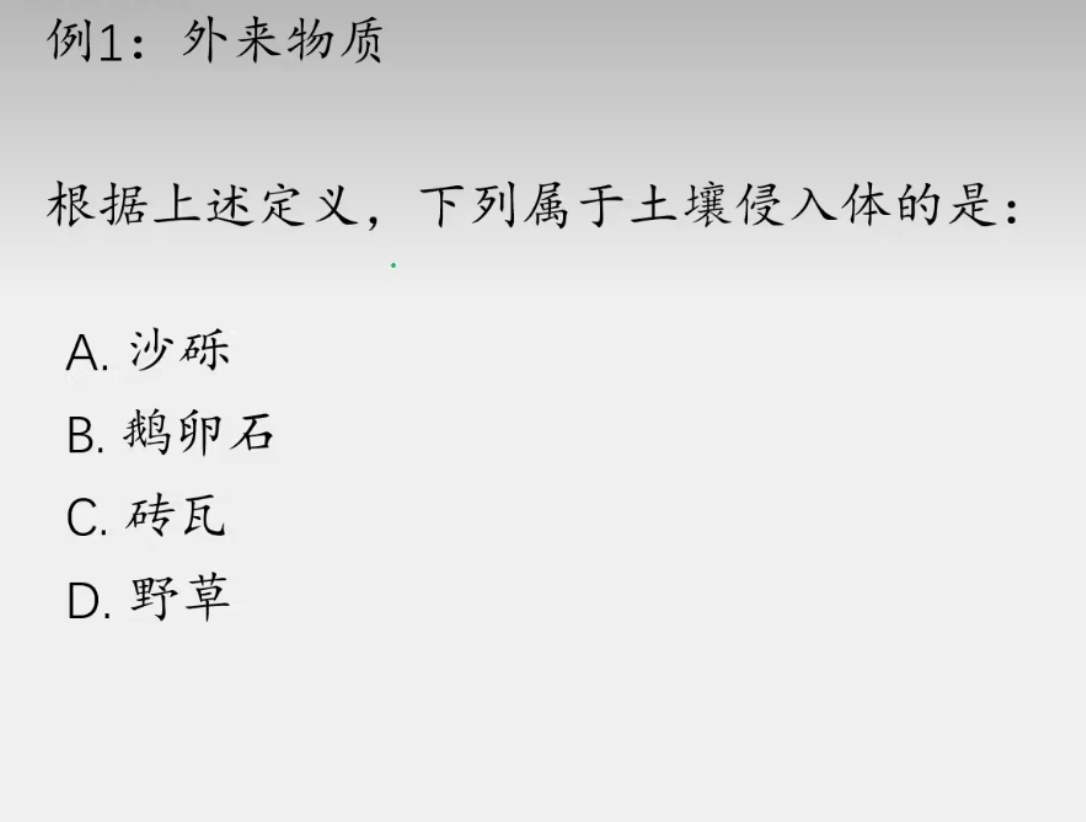 例1：外来物质
根据上述定义，下列属于土壤侵入体的是：
A. 沙砾
B. 鹅卵石
C. 砖瓦
D. 野草